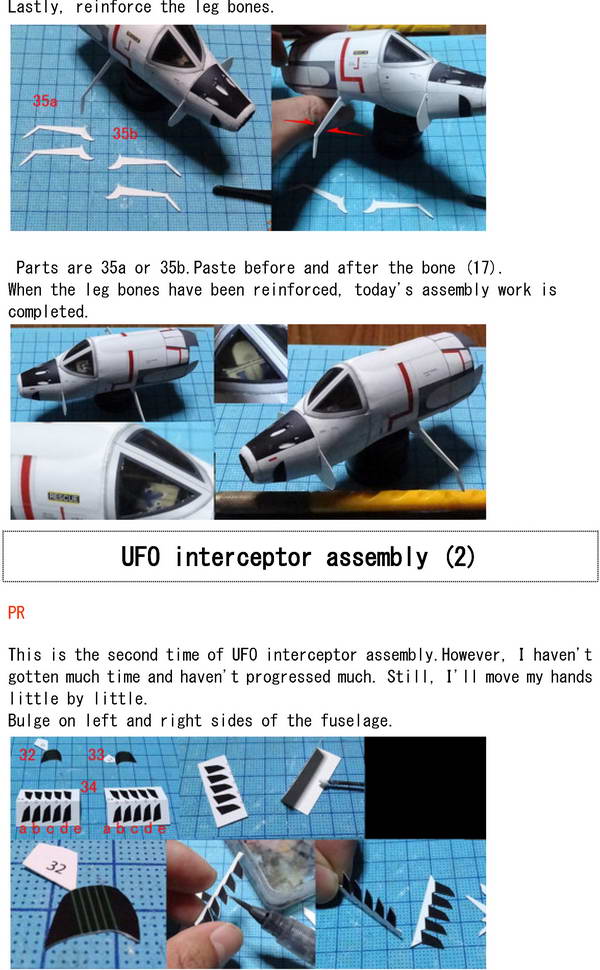 Lastly, reinforce the leg bones.
35a
35b
Parts are 35a or 35b.Paste before and after the bone (17).
When the leg bones have been reinforced, today's assembly work is
completed.
RESCUE
UFO interceptor assembly (2)
PR
This is the second time of UFO interceptor assembly.However, I haven't
gotten much time and haven't progressed much. Still, I'll move my hands
little by little.
Bulge on left and right sides of the fuselage.
32
33
34
a b c d e
a b c d e
32